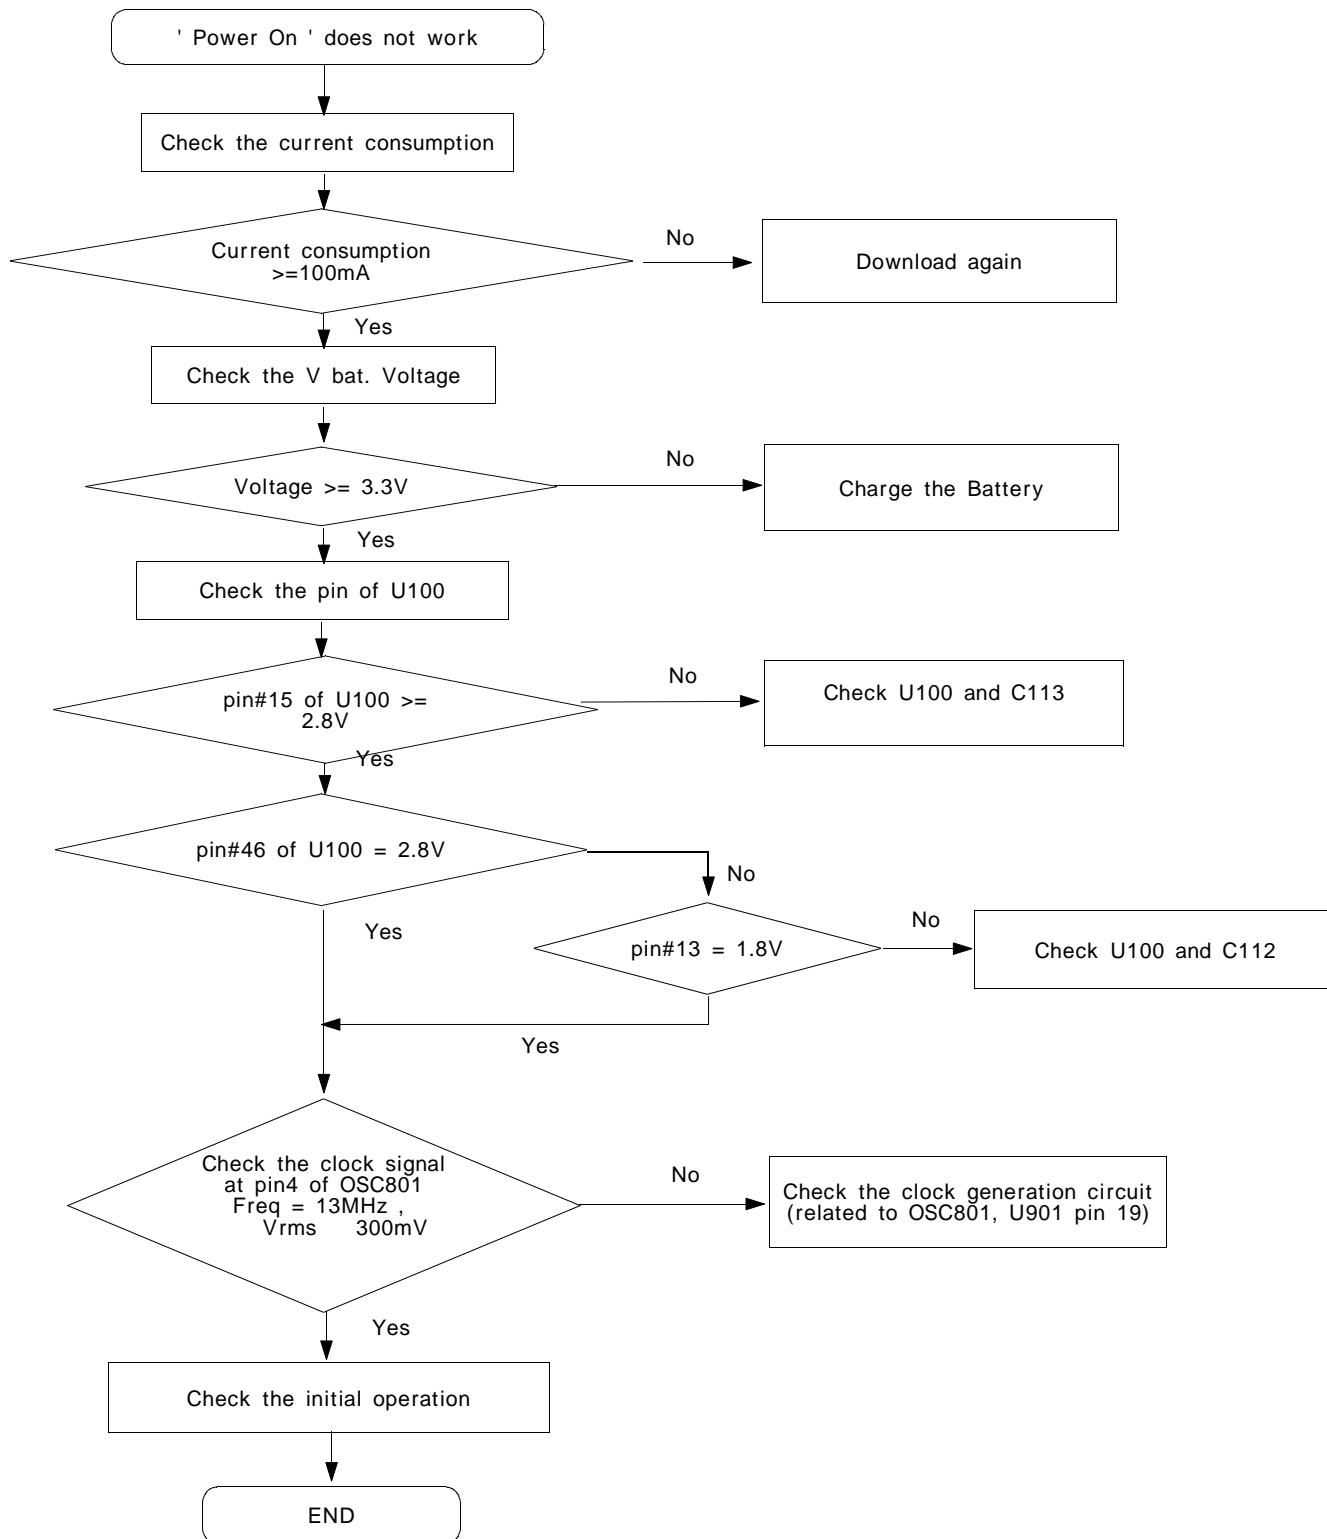 ' Power On ' does not work
Check the current consumption
Current consumption
>=100mA
No
Download again
Yes
Check the V bat. Voltage
Voltage >= 3.3V
No
Charge the Battery
Yes
Check the pin of U100
pin#15 of U100 >=
2.8V
No
Check U100 and C113
Yes
pin#46 of U100 = 2.8V
No
Yes
pin#13 = 1.8V
No
Check U100 and C112
Yes
Check the clock signal
at pin4 of OSC801
Freq = 13MHz ,
Vrms 300mV
No
Check the clock generation circuit
(related to OSC801, U901 pin 19)
Yes
Check the initial operation
END